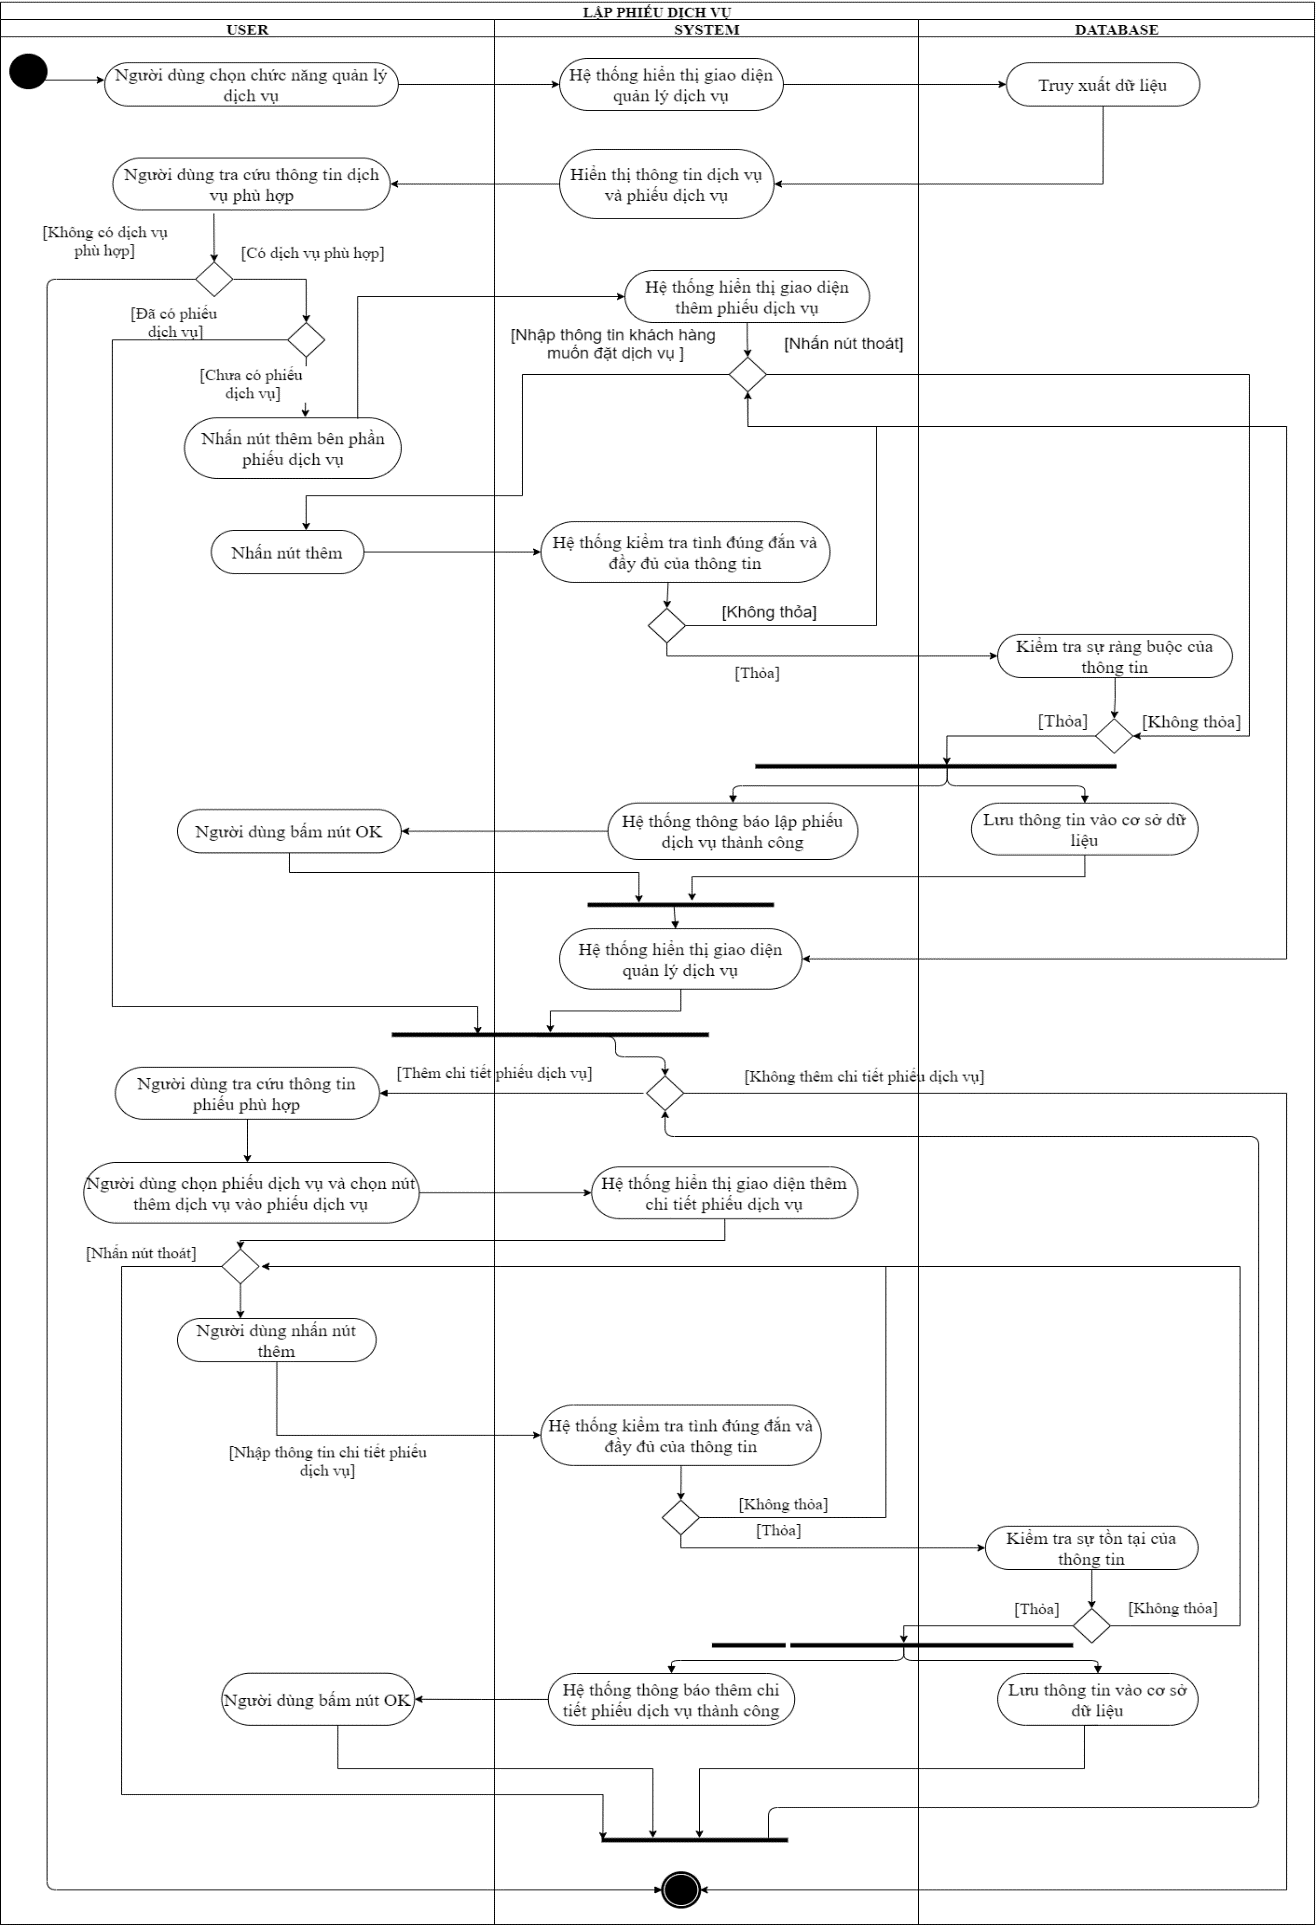 LẬP PHIẾU DỊCH VỤ
USER
SYSTEM
DATABASE
Người dùng chọn chức năng quản lý
dịch vụ
Hệ thống hiển thị giao diện
quản lý dịch vụ
Truy xuất dữ liệu
Người dùng tra cứu thông tin dịch
vụ phù hợp
Hiển thị thông tin dịch vụ
và phiếu dịch vụ
[Không có dịch vụ
phù hợp]
[Có dịch vụ phù hợp]
[Đã có phiếu
dịch vụ]
Hệ thống hiển thị giao diện
thêm phiếu dịch vụ
[Nhập thông tin khách hàng
muốn đặt dịch vụ ]
[Nhấn nút thoát]
[Chưa có phiếu
dịch vụ]
Nhấn nút thêm bên phần
phiếu dịch vụ
Nhấn nút thêm
Hệ thống kiểm tra tình đúng đắn và
đầy đủ của thông tin
[Không thỏa]
[Thỏa]
Kiểm tra sự ràng buộc của
thông tin
[Thỏa]
[Không thỏa]
Người dùng bấm nút OK
Hệ thống thông báo lập phiếu
dịch vụ thành công
Lưu thông tin vào cơ sở dữ
liệu
Hệ thống hiển thị giao diện
quản lý dịch vụ
[Thêm chi tiết phiếu dịch vụ]
[Không thêm chi tiết phiếu dịch vụ]
Người dùng tra cứu thông tin
phiếu phù hợp
Người dùng chọn phiếu dịch vụ và chọn nút
thêm dịch vụ vào phiếu dịch vụ
Hệ thống hiển thị giao diện thêm
chi tiết phiếu dịch vụ
[Nhấn nút thoát]
Người dùng nhấn nút
thêm
[Nhập thông tin chi tiết phiếu
dịch vụ]
Hệ thống kiểm tra tình đúng đắn và
đầy đủ của thông tin
[Không thỏa]
[Thỏa]
Kiểm tra sự tồn tại của
thông tin
[Thỏa]
[Không thỏa]
Người dùng bấm nút OK
Hệ thống thông báo thêm chi
tiết phiếu dịch vụ thành công
Lưu thông tin vào cơ sở
dữ liệu